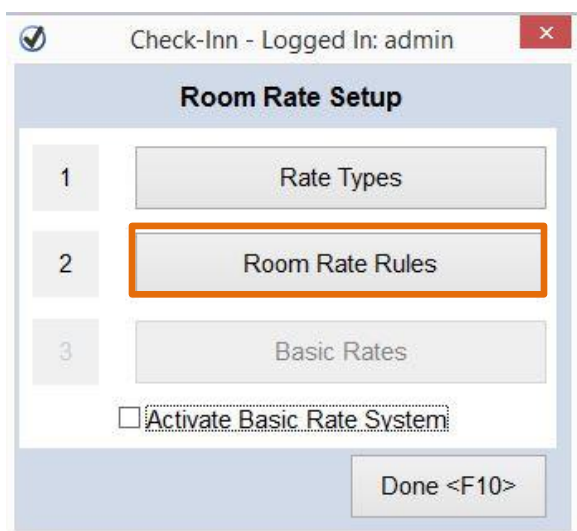 Check-Inn - Logged In: admin
Room Rate Setup
1 Rate Types
2 Room Rate Rules
3 Basic Rates
Activate Basic Rate System
Done <F10>